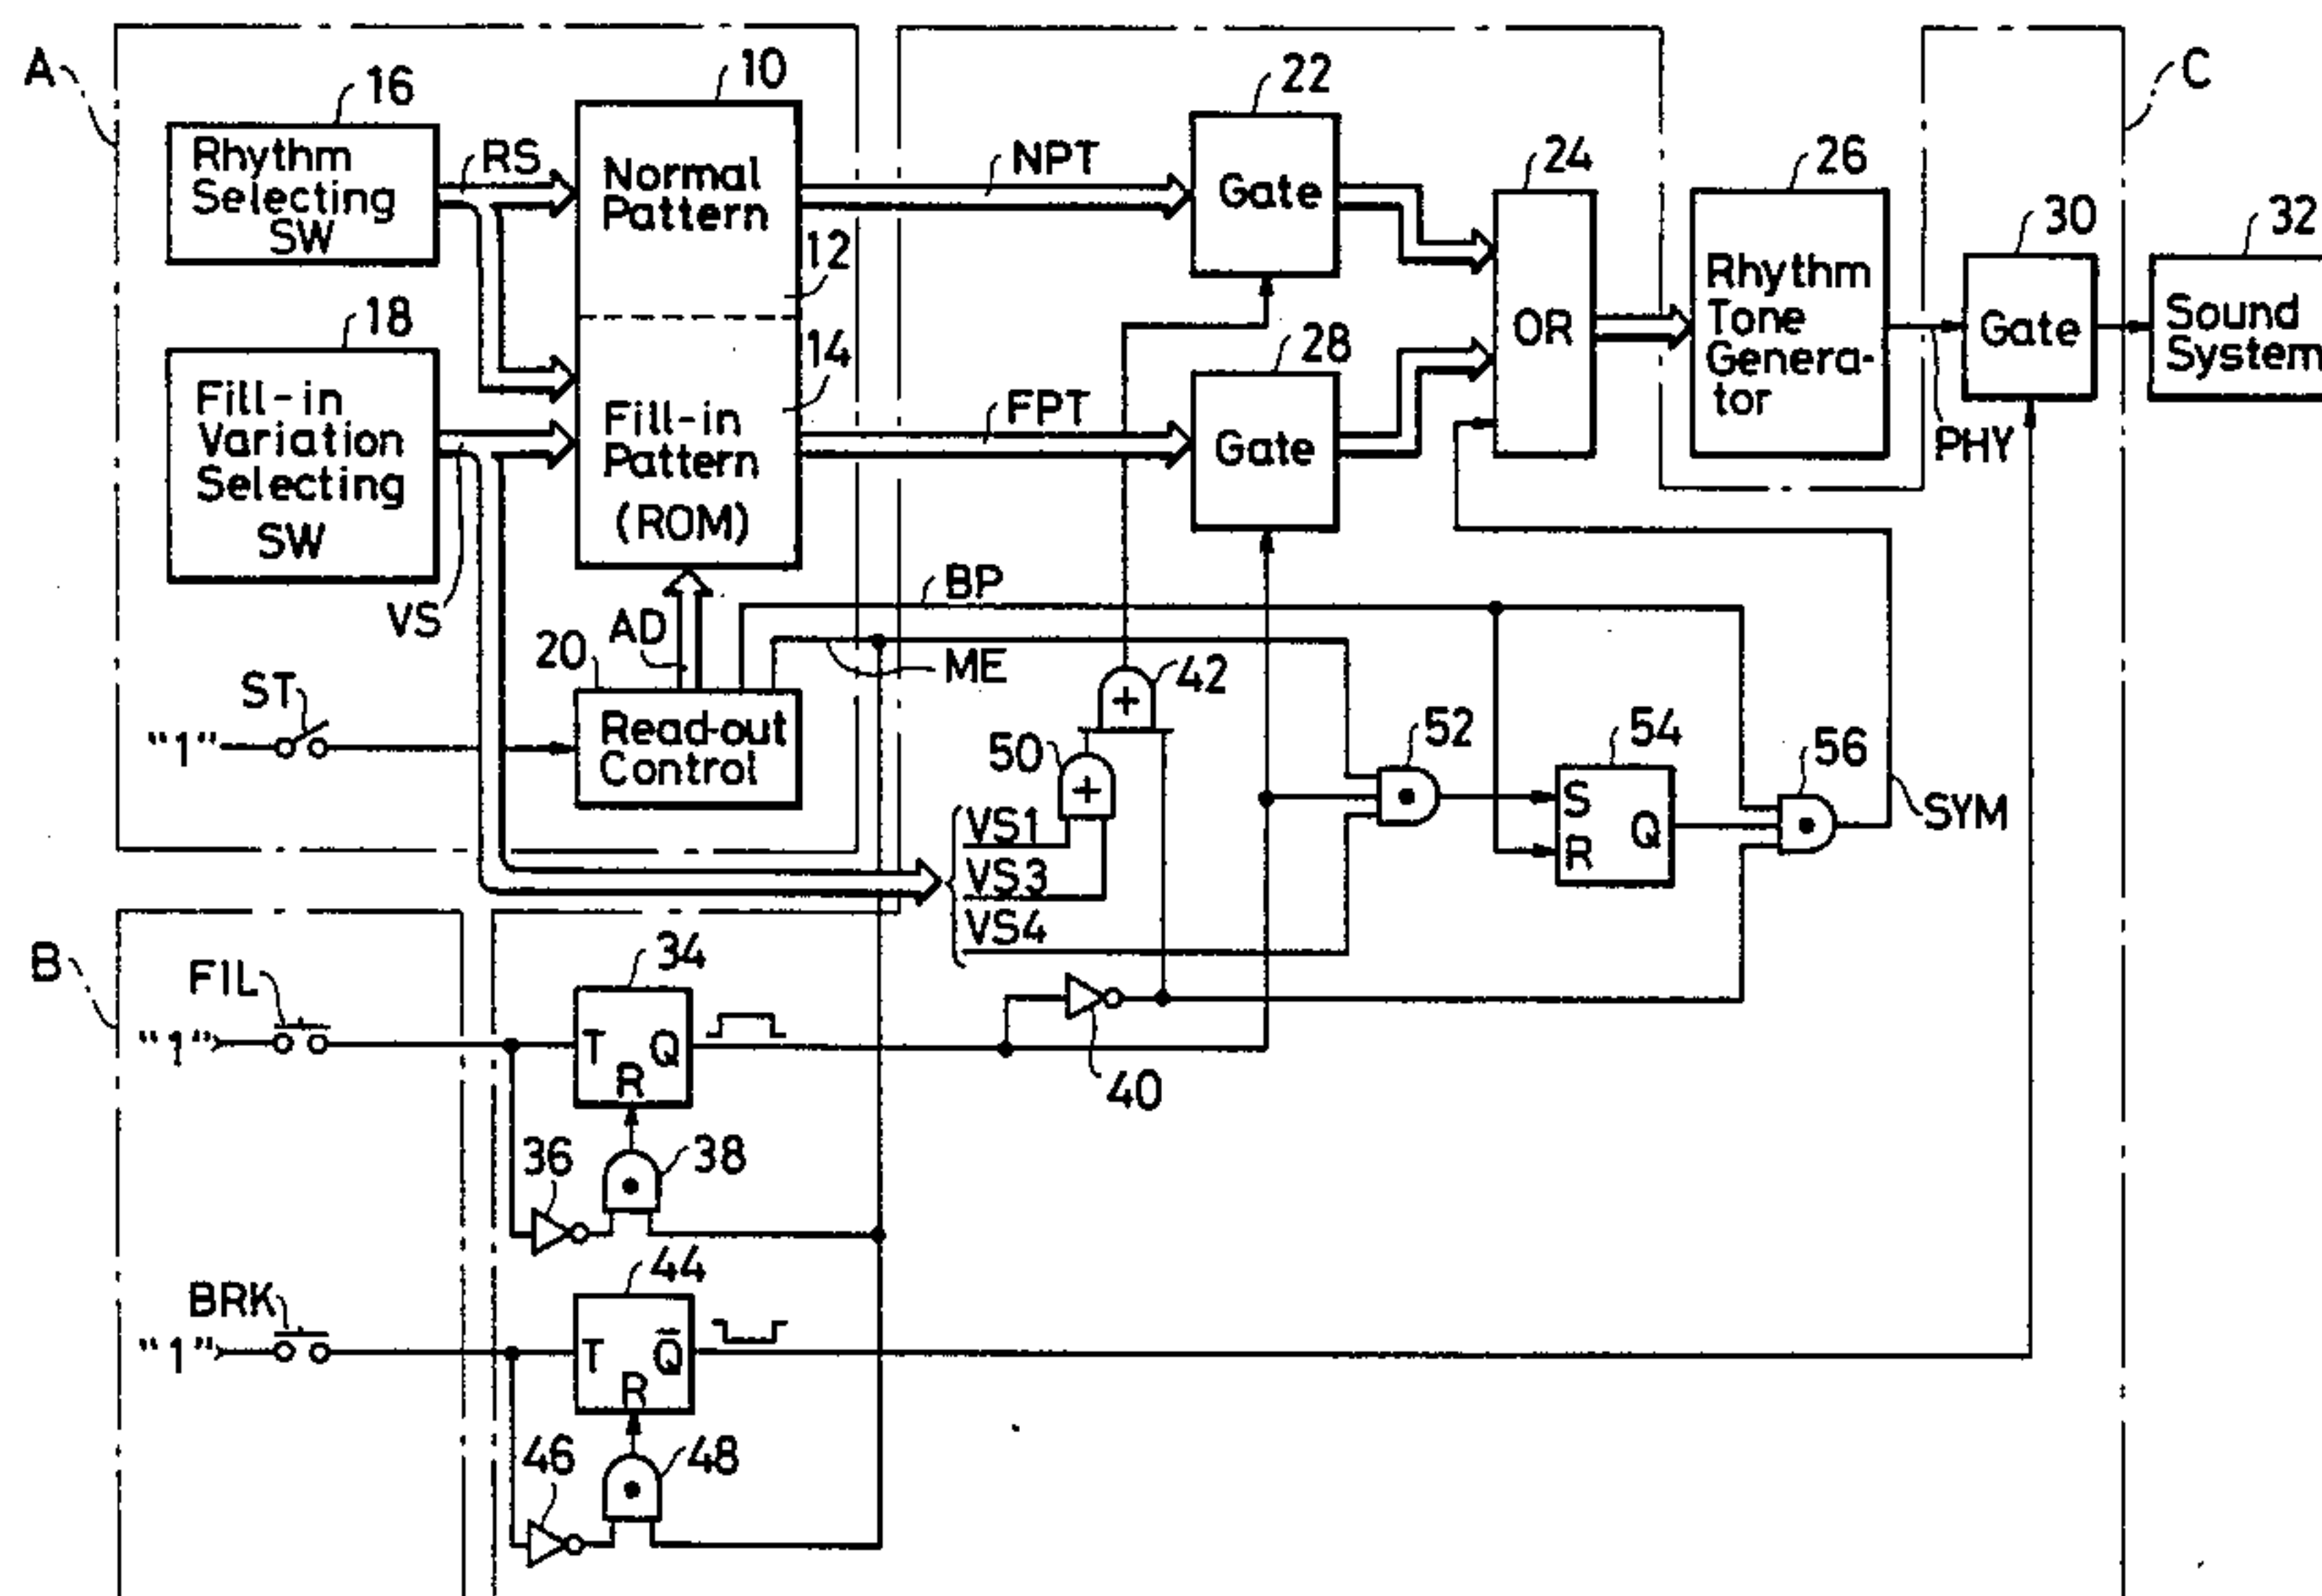 A
16
10
22
C
Rhythm
Selecting
SW
RS
Normal
Pattern
NPT
Gate
24
26
30
32
12
18
14
28
OR
Rhythm
Tone
Genera-
tor
Gate
Sound
System
Fill-in
Variation
Selecting
SW
Fill-in
Pattern
(ROM)
FPT
Gate
PHY
VS
AD
BP
20
ME
42
ST
"1"
Read-out
Control
50
52
54
56
+
+
VS1
VS3
VS4
S
R
Q
SYM
B
FIL
34
"1"
T
Q
R
40
36
38
BRK
44
"1"
T
Q̅
R
46
48